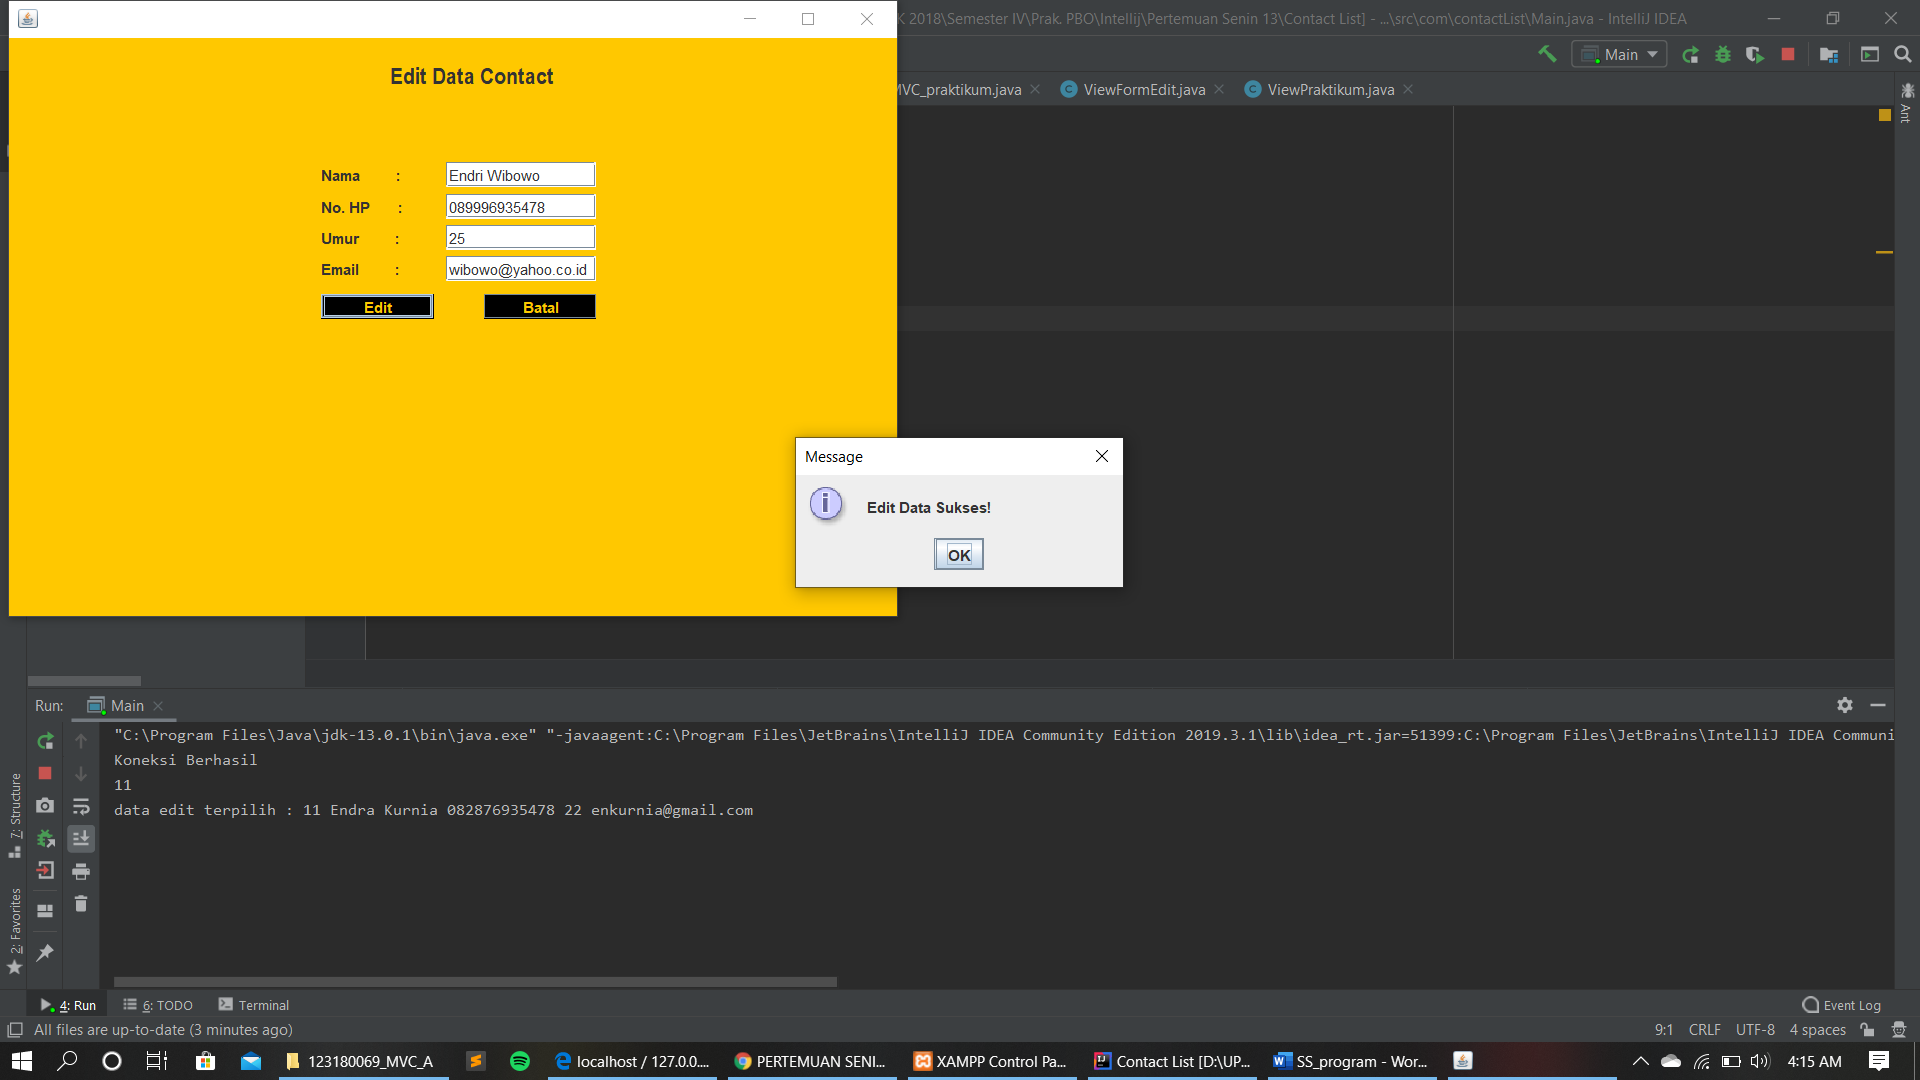 K 2018\Semester IV\Prak. PBO\Intellij\Pertemuan Senin 13\Contact List] - ...\src\com\contactList\Main.java - IntelliJ IDEA
Main
MVC_praktikum.java
ViewFormEdit.java
ViewPraktikum.java
Ant
Edit Data Contact
Nama : Endri Wibowo
No. HP : 089996935478
Umur : 25
Email : wibowo@yahoo.co.id
Edit Batal
Message
Edit Data Sukses!
OK
Run: Main
"C:\Program Files\Java\jdk-13.0.1\bin\java.exe" "-javaagent:C:\Program Files\JetBrains\IntelliJ IDEA Community Edition 2019.3.1\lib\idea_rt.jar=51399:C:\Program Files\JetBrains\IntelliJ IDEA Communi
Koneksi Berhasil
11
data edit terpilih : 11 Endra Kurnia 082876935478 22 enkurnia@gmail.com
7: Structure
2: Favorites
4: Run
6: TODO
Terminal
Event Log
All files are up-to-date (3 minutes ago)
9:1 CRLF UTF-8 4 spaces
123180069_MVC_A
localhost / 127.0.0....
PERTEMUAN SENI...
XAMPP Control Pa...
Contact List [D:\UP...
SS_program - Wor...
4:15 AM